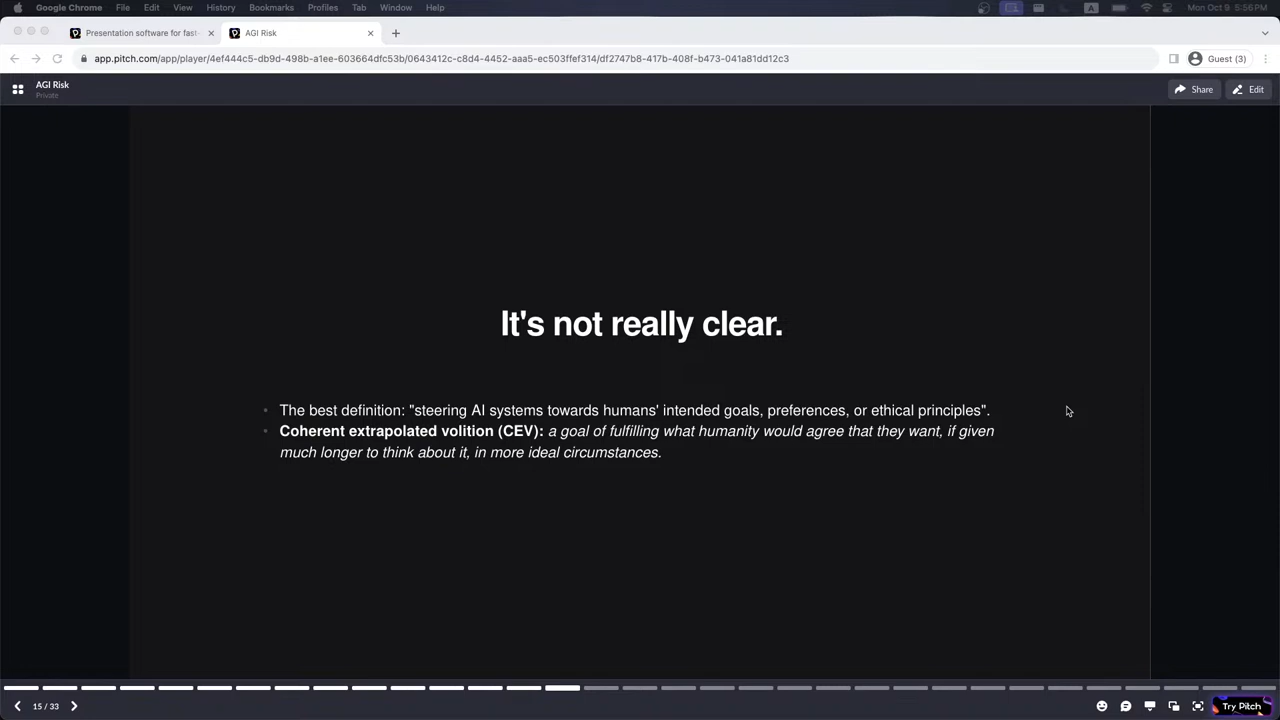 Google Chrome File Edit View History Bookmarks Profiles Tab Window Help A Mon Oct 9 5:56 PM
Presentation software for fast- AGI Risk
app.pitch.com/app/player/4ef444c5-db9d-498b-a1ee-603664dfc53b/0643412c-c8d4-4452-aaa5-ec503ffef314/df2747b8-417b-408f-b473-041a81dd12c3 Guest (3)
AGI Risk
Private
Share Edit
It's not really clear.
• The best definition: "steering AI systems towards humans' intended goals, preferences, or ethical principles".
• Coherent extrapolated volition (CEV): a goal of fulfilling what humanity would agree that they want, if given
much longer to think about it, in more ideal circumstances.
15 / 33 Try Pitch